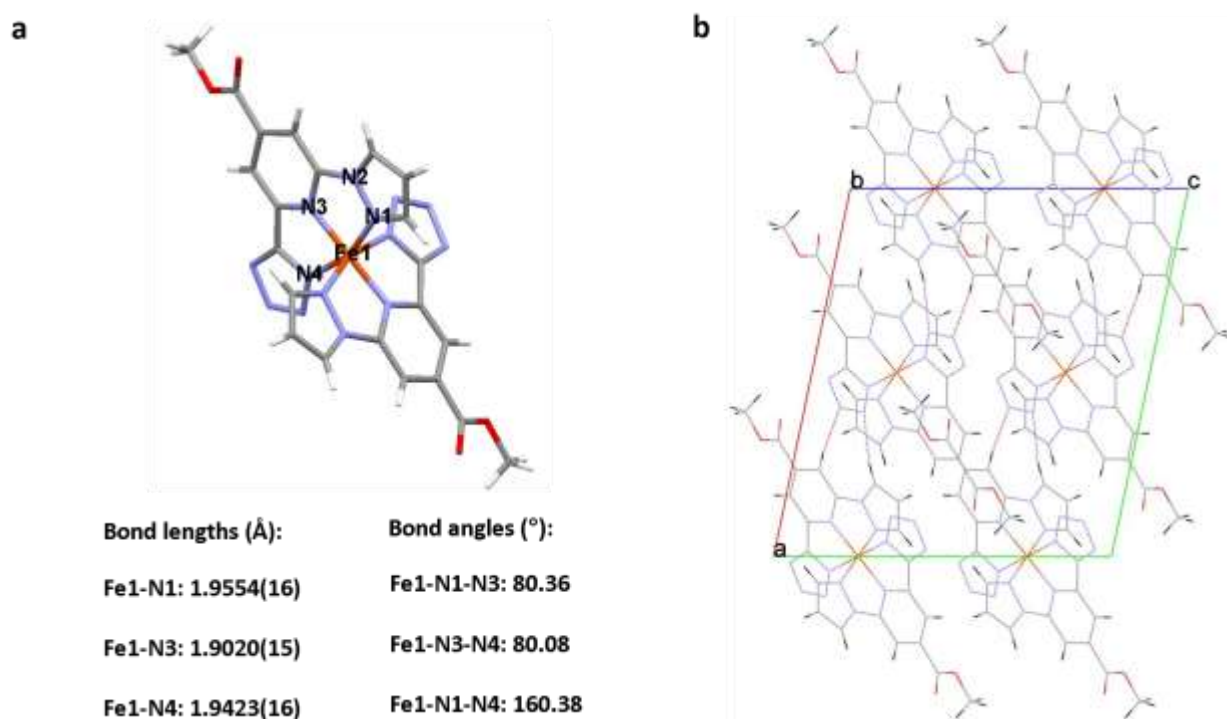 a
N2
N3
N1
Fe1
N4
Bond lengths (Å):
Fe1-N1: 1.9554(16)
Fe1-N3: 1.9020(15)
Fe1-N4: 1.9423(16)
Bond angles (°):
Fe1-N1-N3: 80.36
Fe1-N3-N4: 80.08
Fe1-N1-N4: 160.38
b
b
c
a